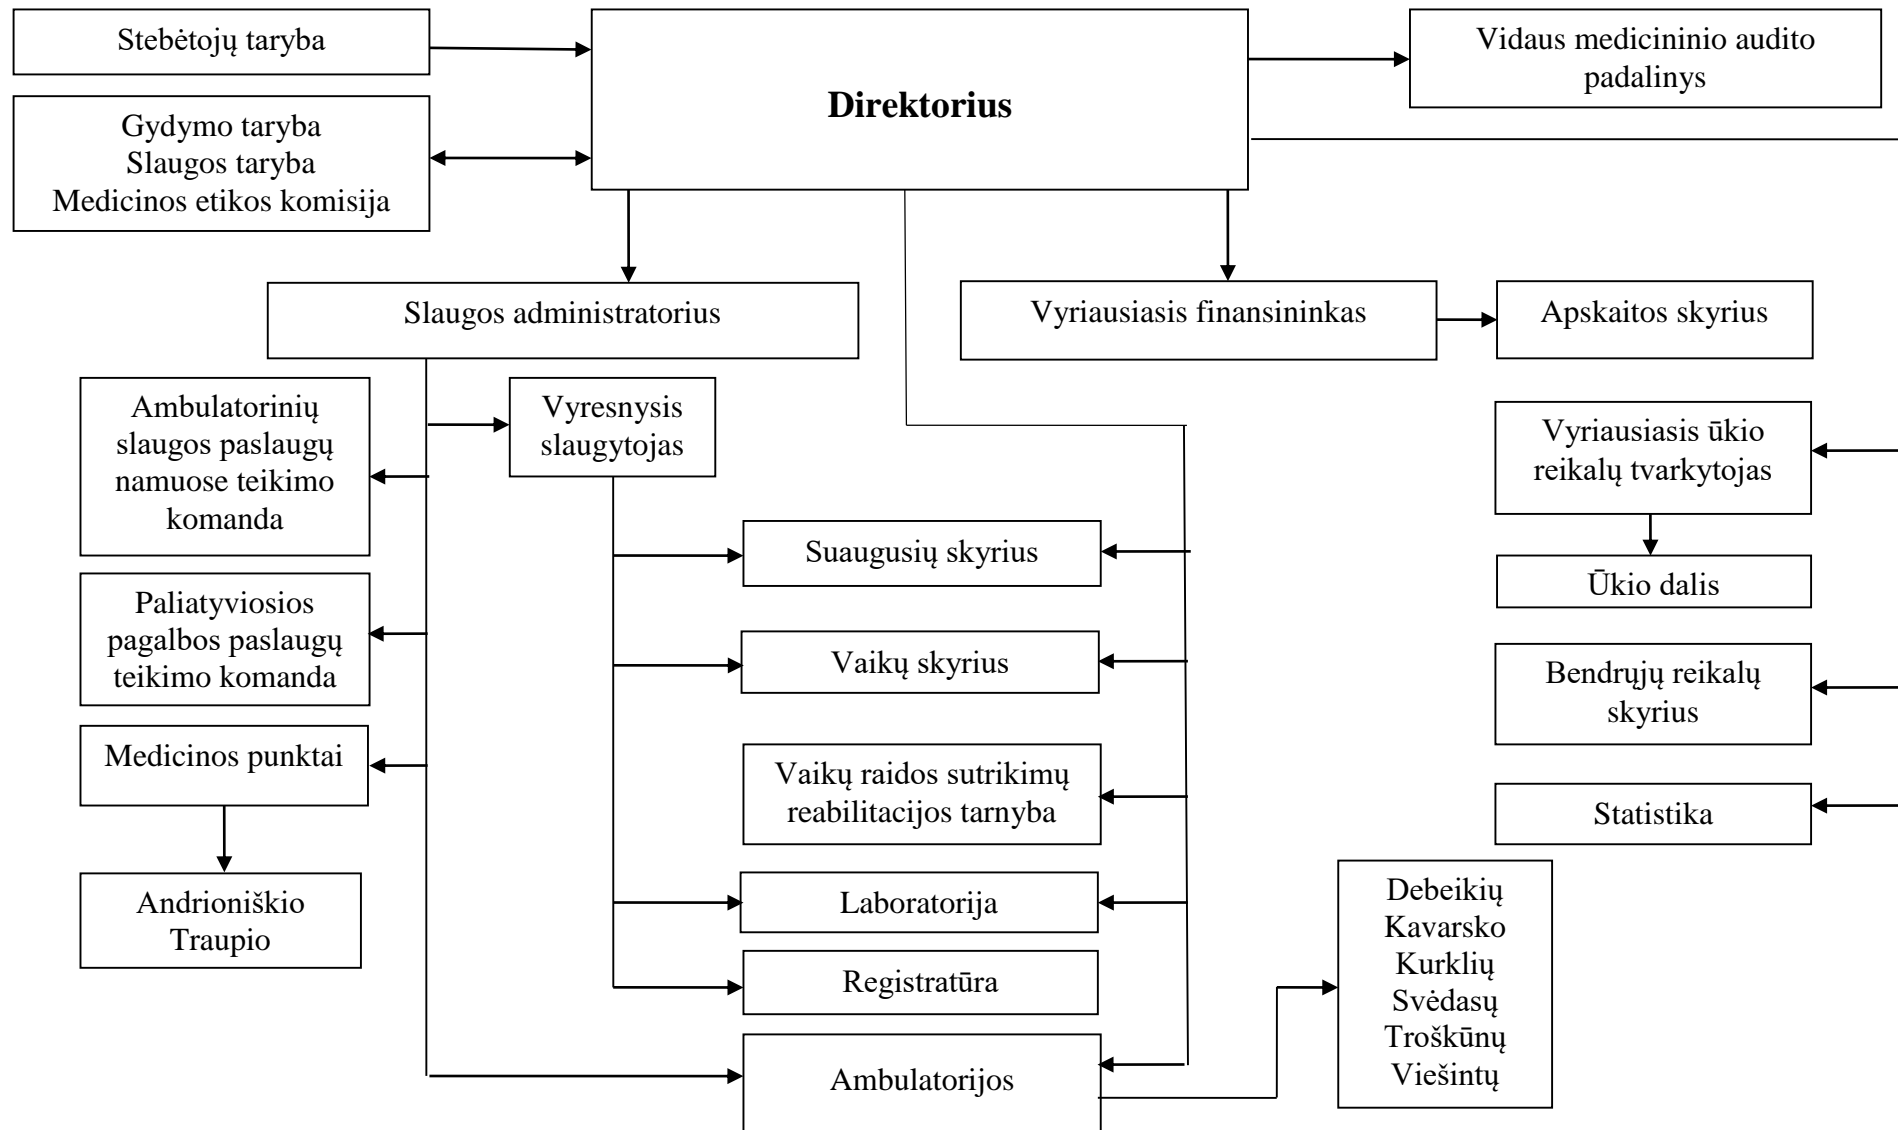 Stebėtojų taryba
Direktorius
Vidaus medicininio audito
padalinys
Gydymo taryba
Slaugos taryba
Medicinos etikos komisija
Slaugos administratorius
Vyriausiasis finansininkas
Apskaitos skyrius
Ambulatorinių
slaugos paslaugų
namuose teikimo
komanda
Vyresnysis
slaugytojas
Vyriausiasis ūkio
reikalų tvarkytojas
Suaugusių skyrius
Ūkio dalis
Paliatyviosios
pagalbos paslaugų
teikimo komanda
Vaikų skyrius
Bendrųjų reikalų
skyrius
Medicinos punktai
Vaikų raidos sutrikimų
reabilitacijos tarnyba
Statistika
Andrioniškio
Traupio
Laboratorija
Registratūra
Ambulatorijos
Debeikių
Kavarsko
Kurklių
Svėdasų
Troškūnų
Viešintų